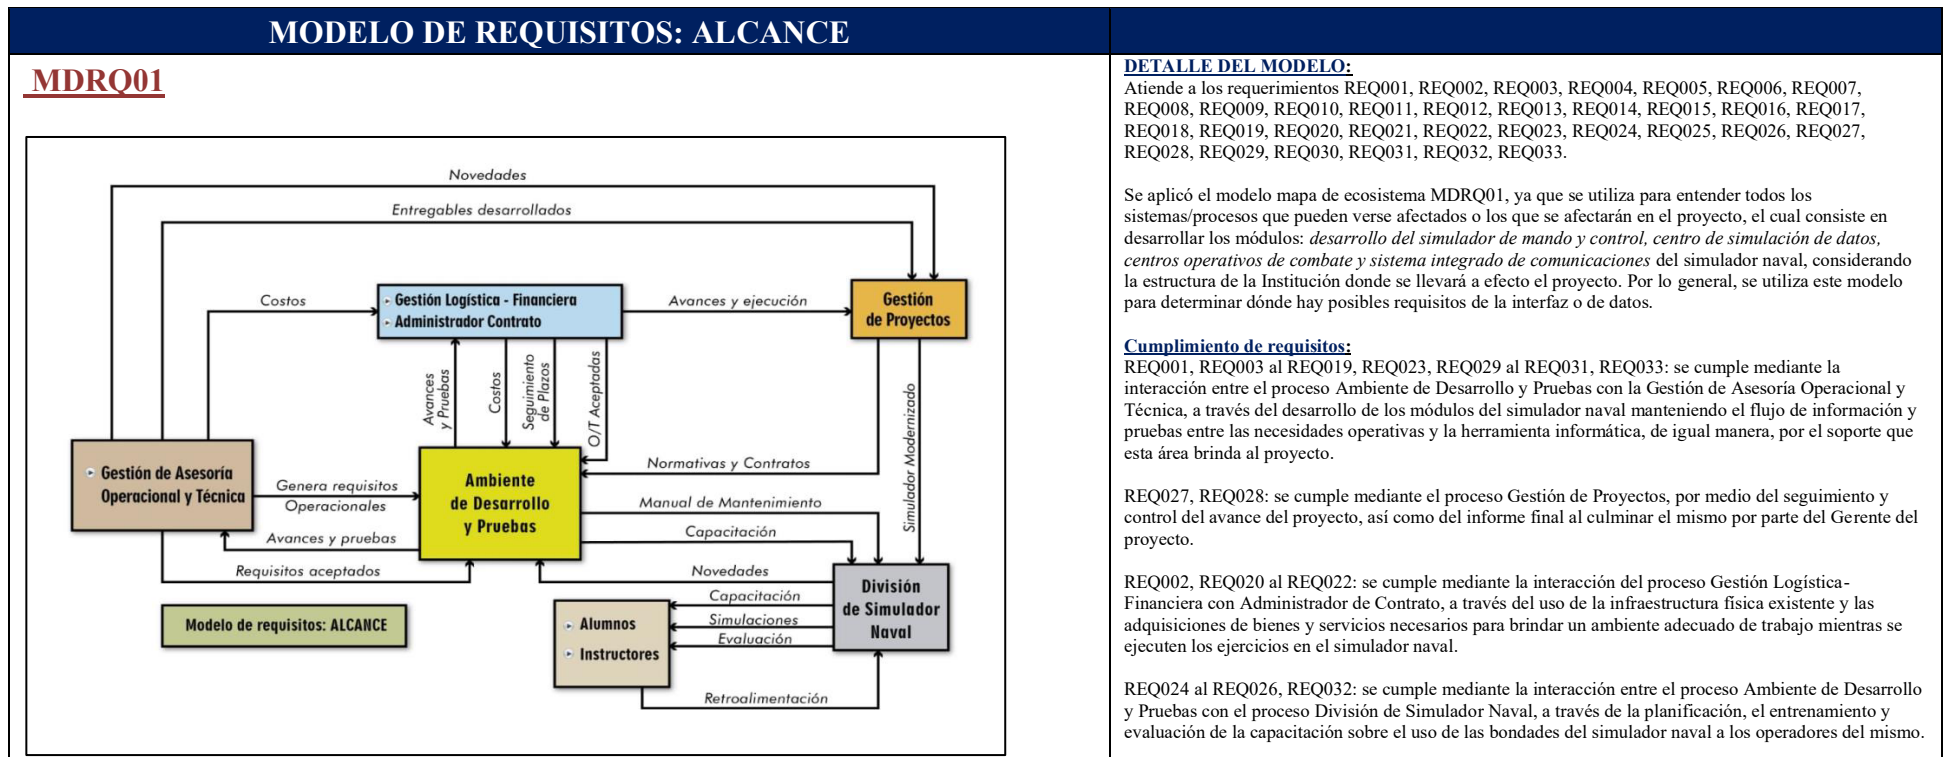 MODELO DE REQUISITOS: ALCANCE
MDRQ01
Novedades
Entregables desarrollados
Costos
Gestión Logística - Financiera
Administrador Contrato
Avances y ejecución
Gestión
de Proyectos
Avances
y Pruebas
Costos
Seguimiento
de Plazos
O/T Aceptadas
Simulador Modernizado
Gestión de Asesoría
Operacional y Técnica
Genera requisitos
Operacionales
Ambiente
de Desarrollo
y Pruebas
Normativas y Contratos
Manual de Mantenimiento
Capacitación
Avances y pruebas
Requisitos aceptados
Novedades
Capacitación
Simulaciones
Evaluación
División
de Simulador
Naval
Modelo de requisitos: ALCANCE
Alumnos
Instructores
Retroalimentación
DETALLE DEL MODELO:
Atiende a los requerimientos REQ001, REQ002, REQ003, REQ004, REQ005, REQ006, REQ007,
REQ008, REQ009, REQ010, REQ011, REQ012, REQ013, REQ014, REQ015, REQ016, REQ017,
REQ018, REQ019, REQ020, REQ021, REQ022, REQ023, REQ024, REQ025, REQ026, REQ027,
REQ028, REQ029, REQ030, REQ031, REQ032, REQ033.
Se aplicó el modelo mapa de ecosistema MDRQ01, ya que se utiliza para entender todos los
sistemas/procesos que pueden verse afectados o los que se afectarán en el proyecto, el cual consiste en
desarrollar los módulos: desarrollo del simulador de mando y control, centro de simulación de datos,
centros operativos de combate y sistema integrado de comunicaciones del simulador naval, considerando
la estructura de la Institución donde se llevará a efecto el proyecto. Por lo general, se utiliza este modelo
para determinar dónde hay posibles requisitos de la interfaz o de datos.
Cumplimiento de requisitos:
REQ001, REQ003 al REQ019, REQ023, REQ029 al REQ031, REQ033: se cumple mediante la
interacción entre el proceso Ambiente de Desarrollo y Pruebas con la Gestión de Asesoría Operacional y
Técnica, a través del desarrollo de los módulos del simulador naval manteniendo el flujo de información y
pruebas entre las necesidades operativas y la herramienta informática, de igual manera, por el soporte que
esta área brinda al proyecto.
REQ027, REQ028: se cumple mediante el proceso Gestión de Proyectos, por medio del seguimiento y
control del avance del proyecto, así como del informe final al culminar el mismo por parte del Gerente del
proyecto.
REQ002, REQ020 al REQ022: se cumple mediante la interacción del proceso Gestión Logística-
Financiera con Administrador de Contrato, a través del uso de la infraestructura física existente y las
adquisiciones de bienes y servicios necesarios para brindar un ambiente adecuado de trabajo mientras se
ejecuten los ejercicios en el simulador naval.
REQ024 al REQ026, REQ032: se cumple mediante la interacción entre el proceso Ambiente de Desarrollo
y Pruebas con el proceso División de Simulador Naval, a través de la planificación, el entrenamiento y
evaluación de la capacitación sobre el uso de las bondades del simulador naval a los operadores del mismo.